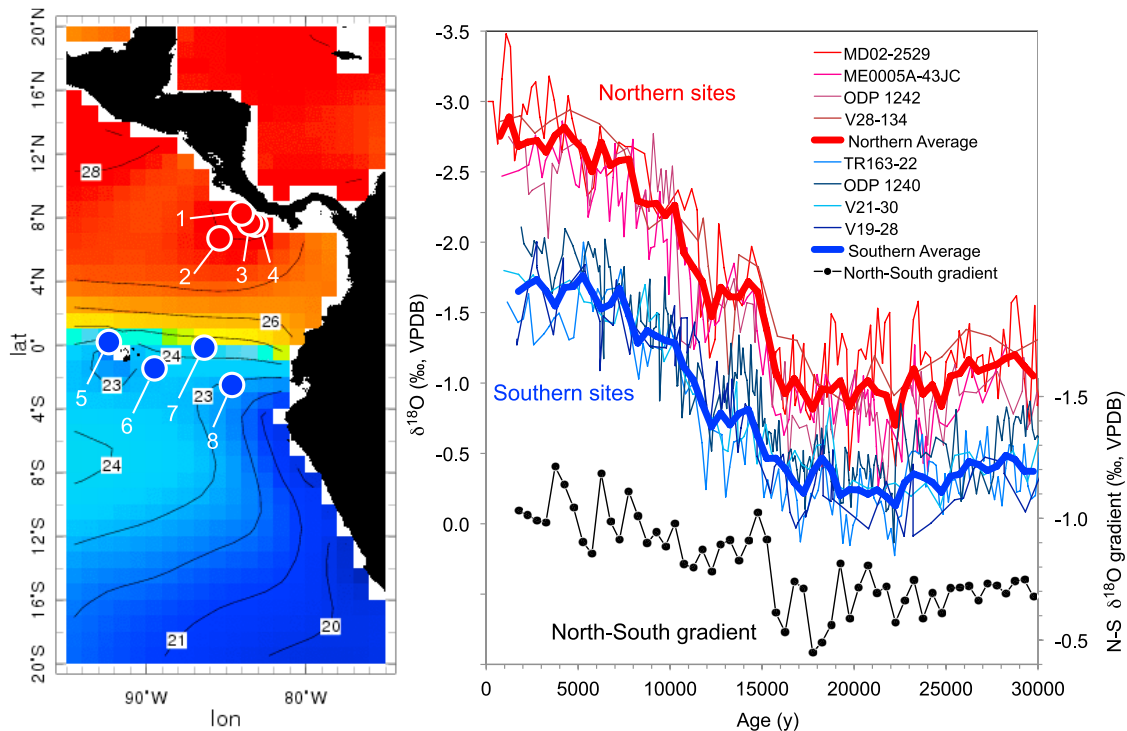 20°N
16°N
12°N
8°N
4°N
0°
4°S
8°S
12°S
16°S
20°S
lat
90°W
80°W
lon
28
26
24
23
23
24
21
20
1
2
3
4
5
6
7
8
δ¹⁸O (‰, VPDB)
-3.5
-3.0
-2.5
-2.0
-1.5
-1.0
-0.5
0.0
Northern sites
Southern sites
North-South gradient
MD02-2529
ME0005A-43JC
ODP 1242
V28-134
Northern Average
TR163-22
ODP 1240
V21-30
V19-28
Southern Average
North-South gradient
-1.5
-1.0
-0.5
N-S δ¹⁸O gradient (‰, VPDB)
0
5000
10000
15000
20000
25000
30000
Age (y)